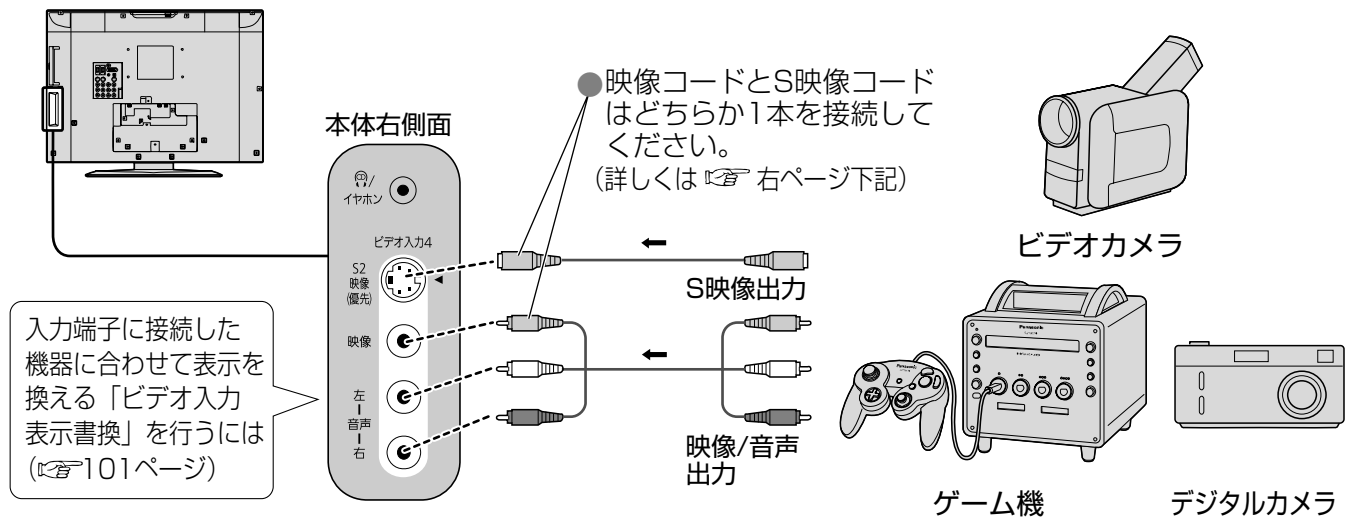 ●映像コードとS映像コード
はどちらか1本を接続して
ください。
(詳しくは ☞ 右ページ下記)
本体右側面
/
イヤホン
ビデオ入力4
S2
映像
(優先)
映像
左
音声
右
S映像出力
映像/音声
出力
入力端子に接続した
機器に合わせて表示を
換える「ビデオ入力
表示書換」を行うには
(☞101ページ)
ビデオカメラ
Panasonic
ゲーム機
デジタルカメラ